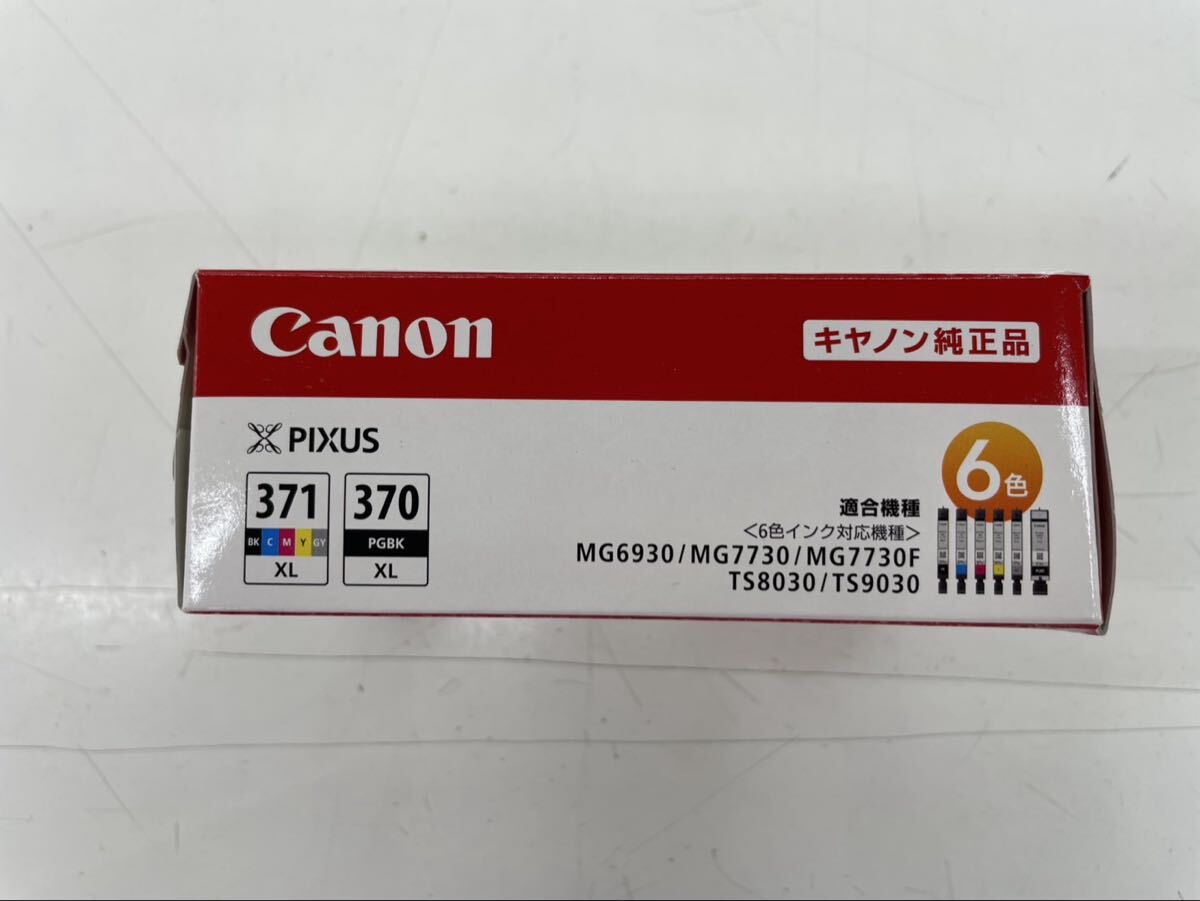 Canon
キヤノン純正品
PIXUS
371
BK C M Y GY
XL
370
PGBK
XL
6色
適合機種
<6色インク対応機種>
MG6930/MG7730/MG7730F
TS8030/TS9030